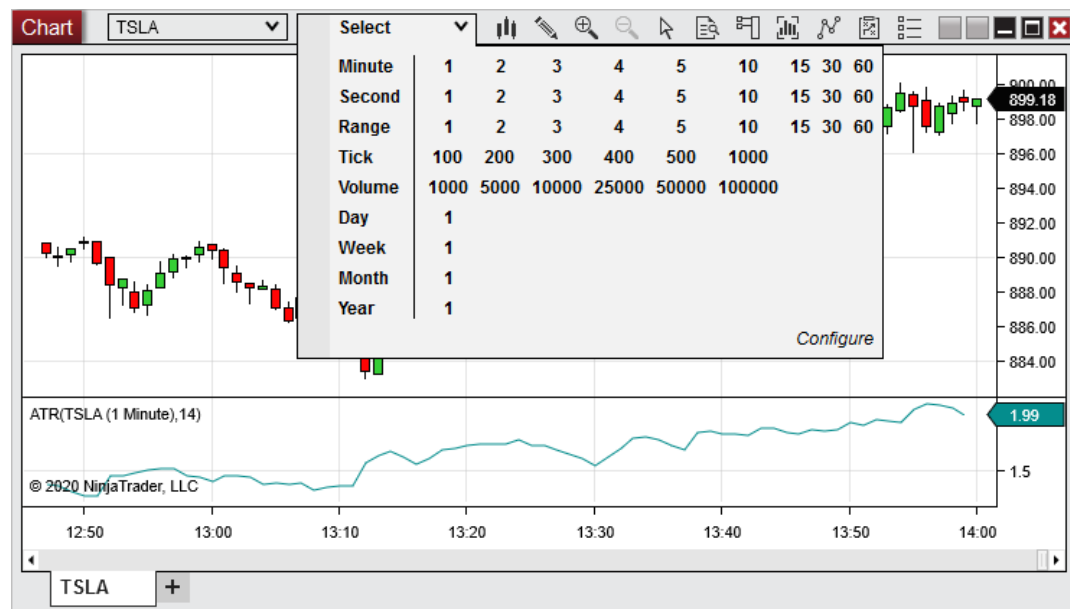 Chart TSLA Select
Minute 1 2 3 4 5 10 15 30 60
Second 1 2 3 4 5 10 15 30 60
Range 1 2 3 4 5 10 15 30 60
Tick 100 200 300 400 500 1000
Volume 1000 5000 10000 25000 50000 100000
Day 1
Week 1
Month 1
Year 1
Configure
900.00
899.18
898.00
896.00
894.00
892.00
890.00
888.00
886.00
884.00
ATR(TSLA (1 Minute),14)
1.99
1.5
© 2020 NinjaTrader, LLC
12:50 13:00 13:10 13:20 13:30 13:40 13:50 14:00
TSLA +